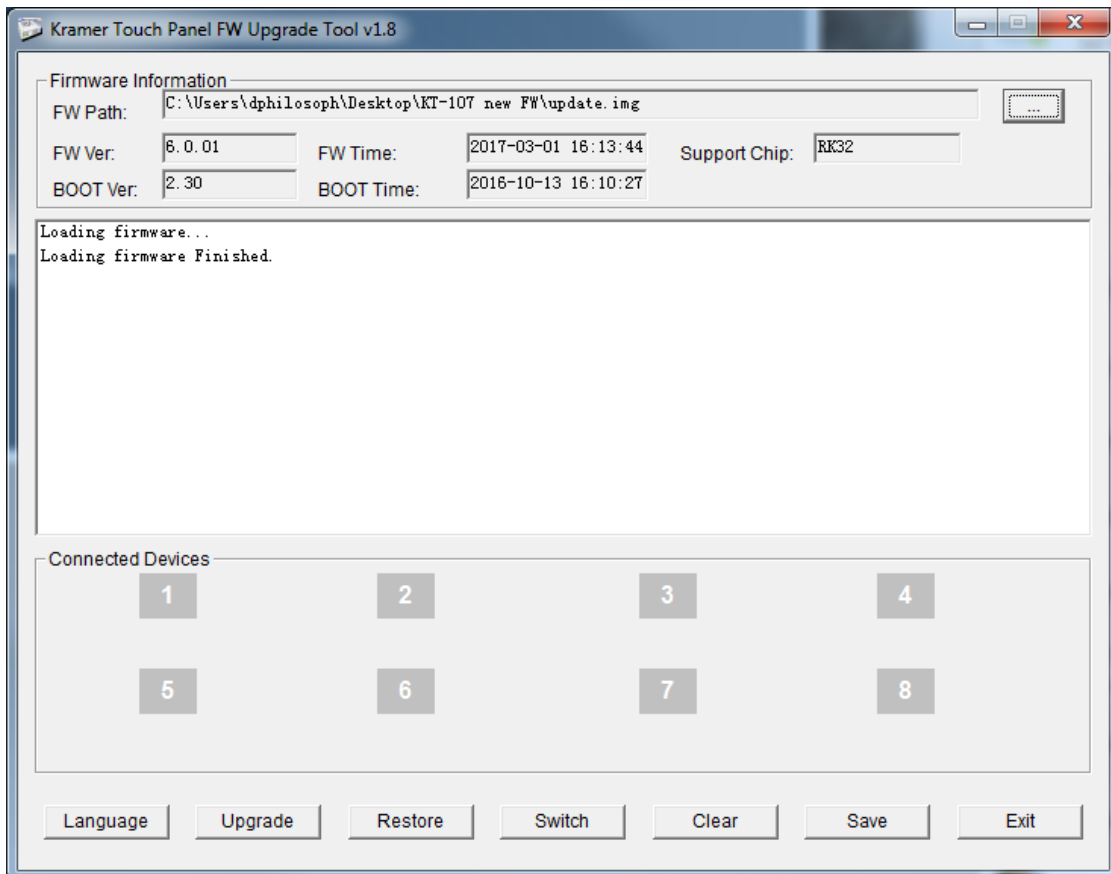 Kramer Touch Panel FW Upgrade Tool v1.8
Firmware Information
FW Path: C:\Users\dphilosoph\Desktop\KT-107 new FW\update.img ...
FW Ver: 6.0.01 FW Time: 2017-03-01 16:13:44 Support Chip: RK32
BOOT Ver: 2.30 BOOT Time: 2016-10-13 16:10:27
Loading firmware...
Loading firmware Finished.
Connected Devices
1 2 3 4
5 6 7 8
Language Upgrade Restore Switch Clear Save Exit